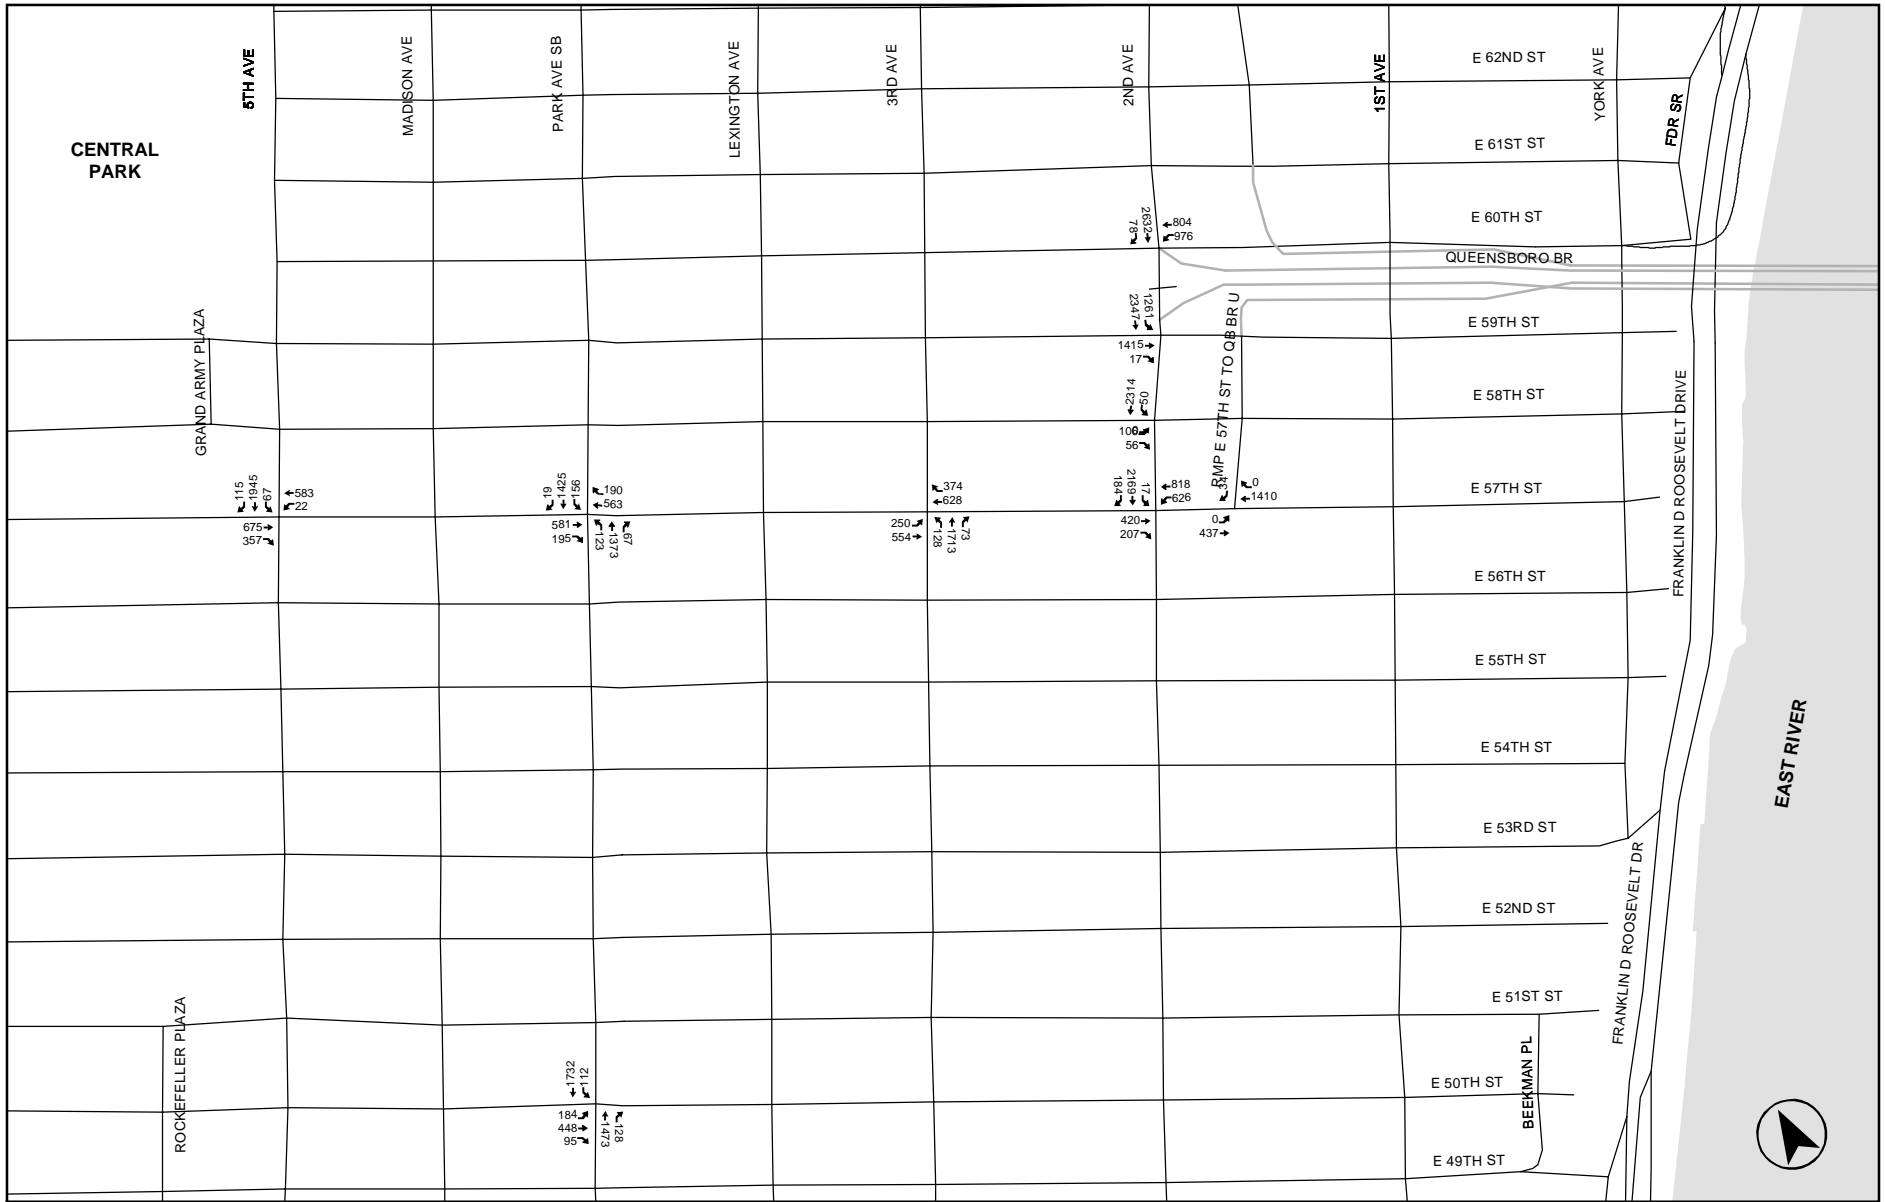 5TH AVE
MADISON AVE
PARK AVE SB
LEXINGTON AVE
3RD AVE
2ND AVE
1ST AVE
YORK AVE
FDR SR
E 62ND ST
CENTRAL
PARK
E 61ST ST
E 60TH ST
2632
78
804
976
QUEENSBORO BR
GRAND ARMY PLAZA
1261
2347
RMP E 57TH ST TO QB BR U
E 59TH ST
1415
17
FRANKLIN D ROOSEVELT DRIVE
E 58TH ST
2314
50
56
115
1945
67
583
22
675
357
19
1425
156
190
563
581
195
123
1373
67
374
628
250
554
128
1713
73
184
2169
17
818
626
420
207
34
0
1410
0
437
E 57TH ST
E 56TH ST
E 55TH ST
E 54TH ST
EAST RIVER
E 53RD ST
FRANKLIN D ROOSEVELT DR
E 52ND ST
E 51ST ST
ROCKEFELLER PLAZA
1732
112
184
448
95
1473
128
E 50TH ST
BEEKMAN PL
E 49TH ST